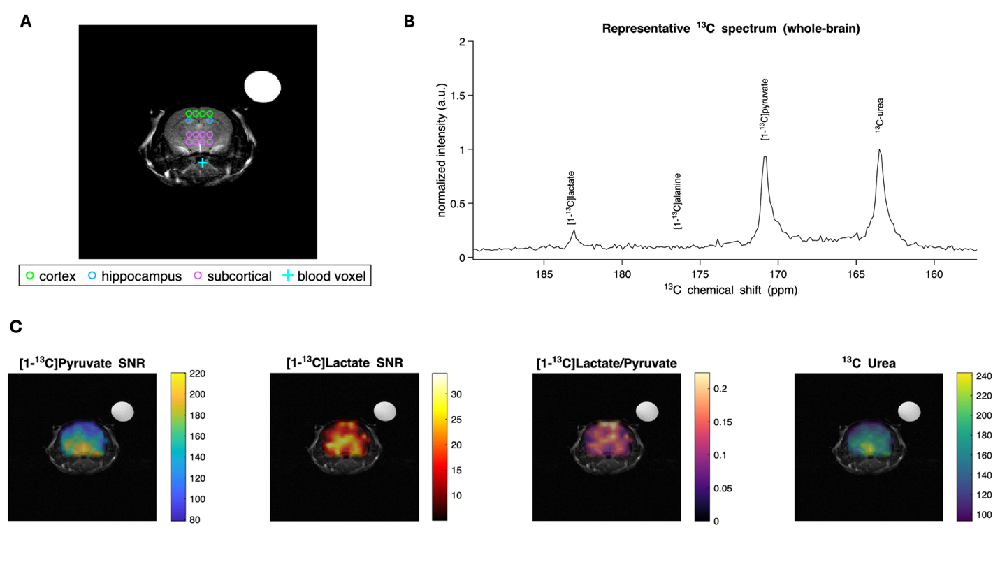 A
cortex hippocampus subcortical blood voxel
B
Representative ¹³C spectrum (whole-brain)
normalized intensity (a.u.)
2
1.5
1
0.5
0
[1-¹³C]lactate
[1-¹³C]alanine
[1-¹³C]pyruvate
¹³C-urea
185 180 175 170 165 160
¹³C chemical shift (ppm)
C
[1-¹³C]Pyruvate SNR
220
200
180
160
140
120
100
80
[1-¹³C]Lactate SNR
30
25
20
15
10
[1-¹³C]Lactate/Pyruvate
0.2
0.15
0.1
0.05
0
¹³C Urea
240
220
200
180
160
140
120
100